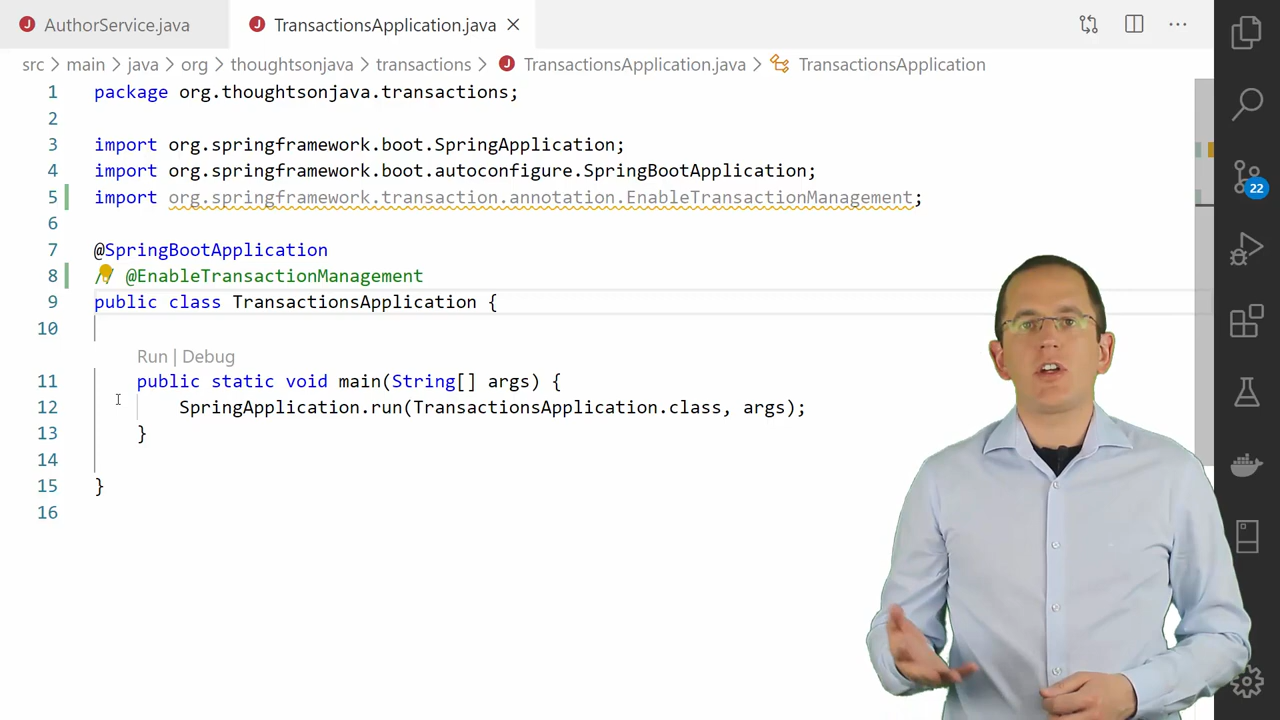 AuthorService.java
TransactionsApplication.java
src > main > java > org > thoughtsonjava > transactions > TransactionsApplication.java > TransactionsApplication
1 package org.thoughtsonjava.transactions;
2
3 import org.springframework.boot.SpringApplication;
4 import org.springframework.boot.autoconfigure.SpringBootApplication;
5 import org.springframework.transaction.annotation.EnableTransactionManagement;
6
7 @SpringBootApplication
8 // @EnableTransactionManagement
9 public class TransactionsApplication {
10
Run | Debug
11 public static void main(String[] args) {
12 SpringApplication.run(TransactionsApplication.class, args);
13 }
14
15 }
16
22